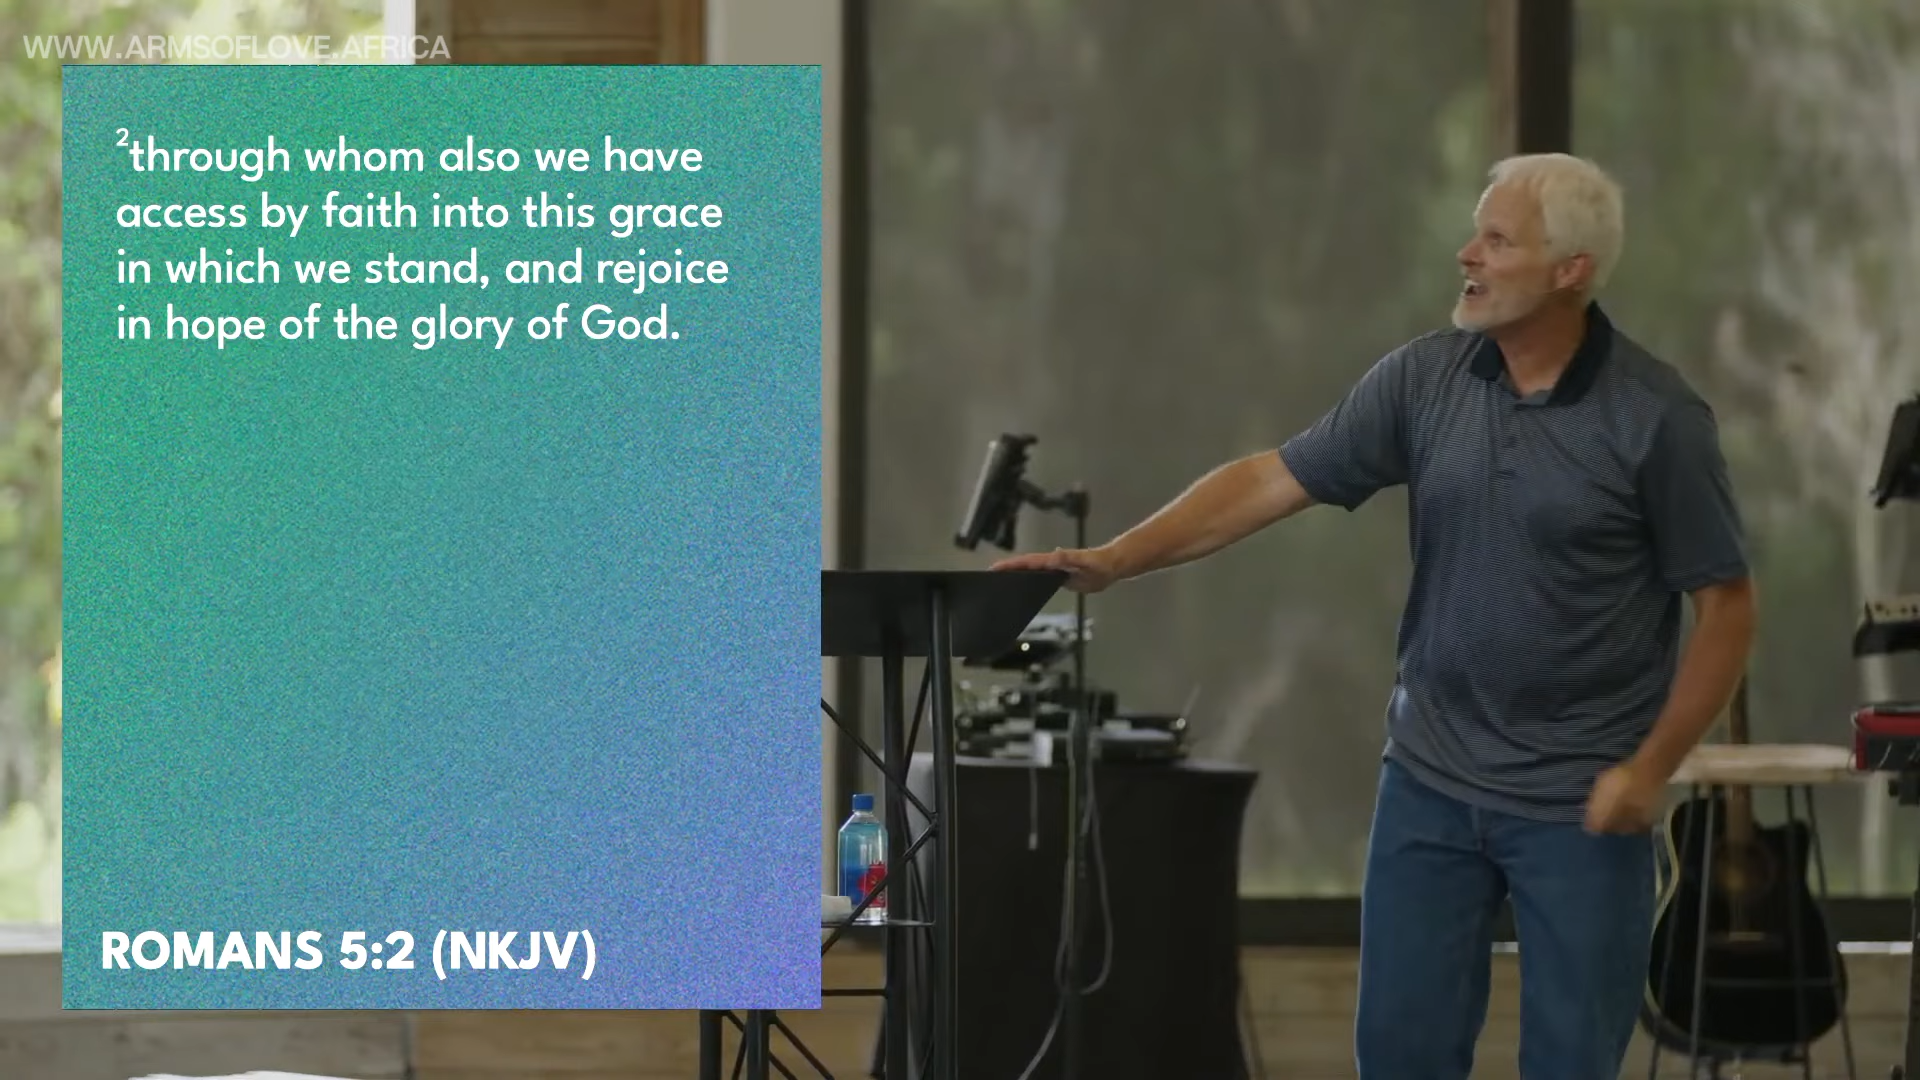 WWW.ARMSOFLOVE.AFRICA
²through whom also we have
access by faith into this grace
in which we stand, and rejoice
in hope of the glory of God.
ROMANS 5:2 (NKJV)